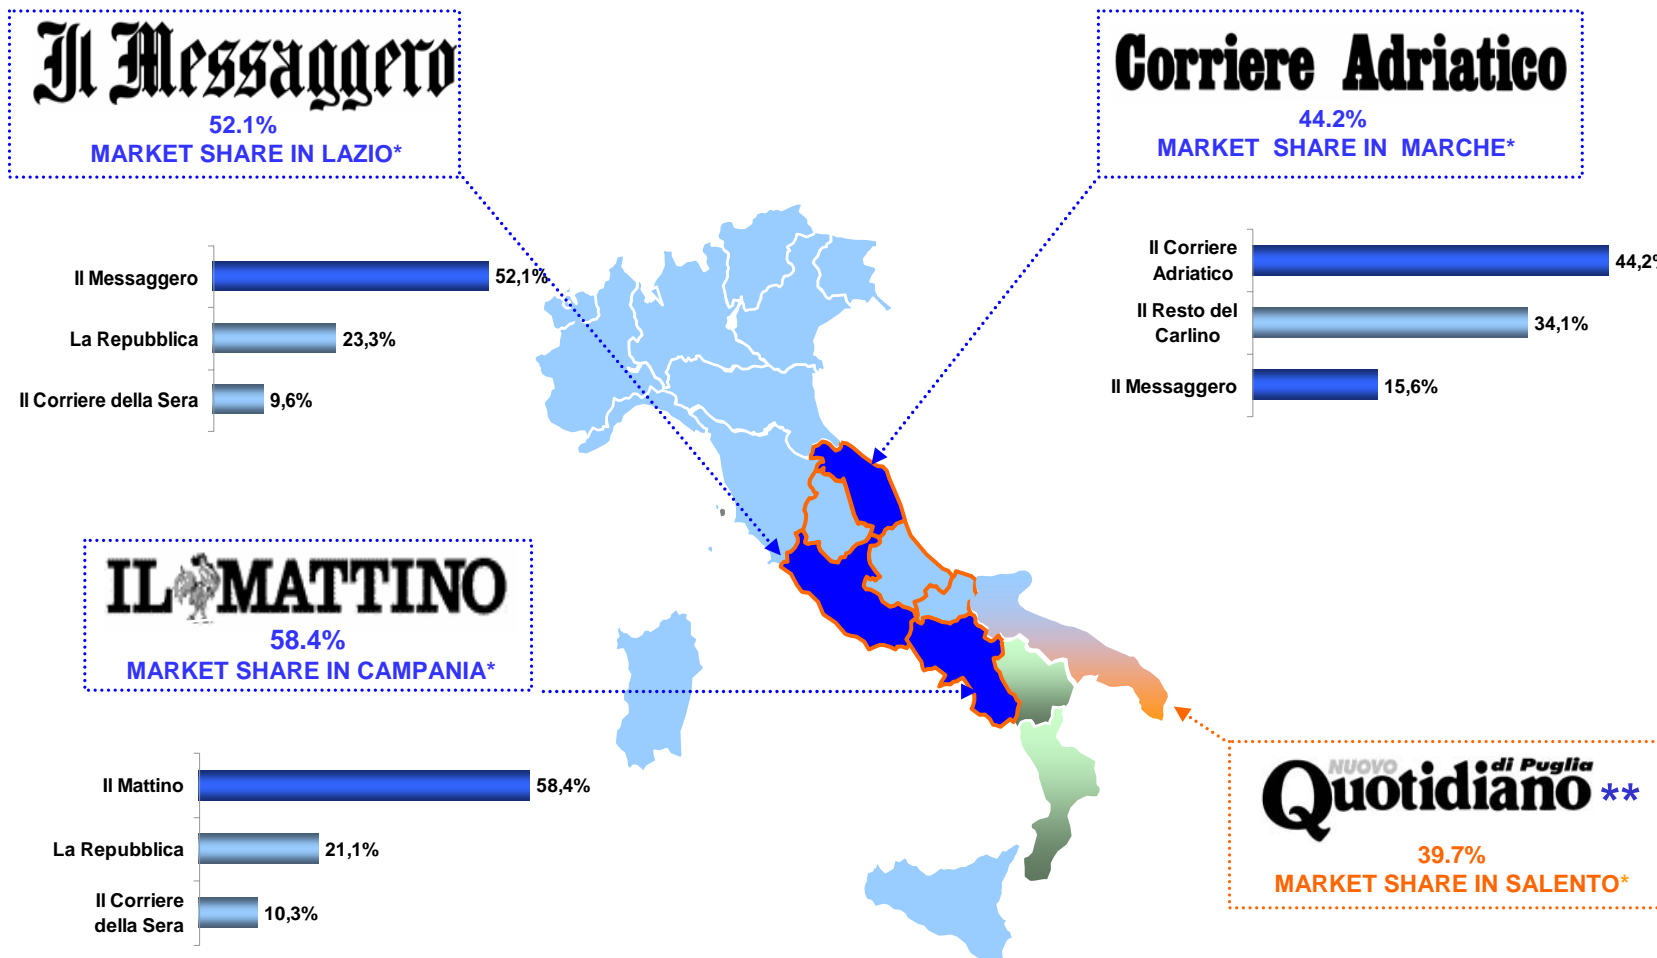 Il Messaggero
52.1%
MARKET SHARE IN LAZIO*
Corriere Adriatico
44.2%
MARKET SHARE IN MARCHE*
Il Messaggero
52,1%
La Repubblica
23,3%
Il Corriere della Sera
9,6%
Il Corriere
Adriatico
44,2%
Il Resto del
Carlino
34,1%
Il Messaggero
15,6%
IL MATTINO
58.4%
MARKET SHARE IN CAMPANIA*
Il Mattino
58,4%
La Repubblica
21,1%
Il Corriere
della Sera
10,3%
NUOVO
Quotidiano di Puglia **
39.7%
MARKET SHARE IN SALENTO*